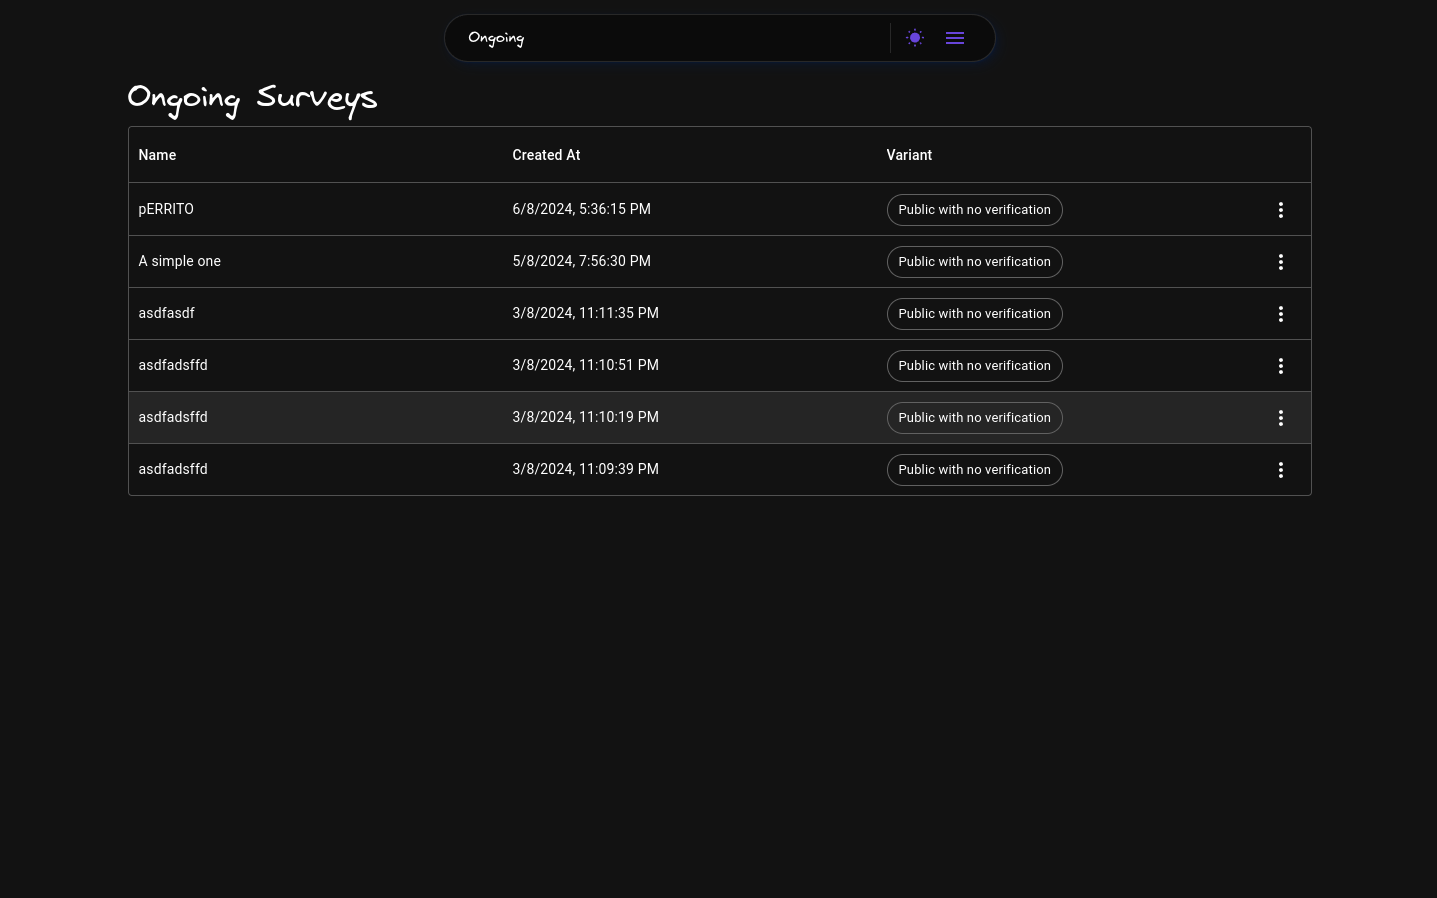 Ongoing
Ongoing Surveys
Name Created At Variant
pERRITO 6/8/2024, 5:36:15 PM Public with no verification
A simple one 5/8/2024, 7:56:30 PM Public with no verification
asdfasdf 3/8/2024, 11:11:35 PM Public with no verification
asdfadsffd 3/8/2024, 11:10:51 PM Public with no verification
asdfadsffd 3/8/2024, 11:10:19 PM Public with no verification
asdfadsffd 3/8/2024, 11:09:39 PM Public with no verification